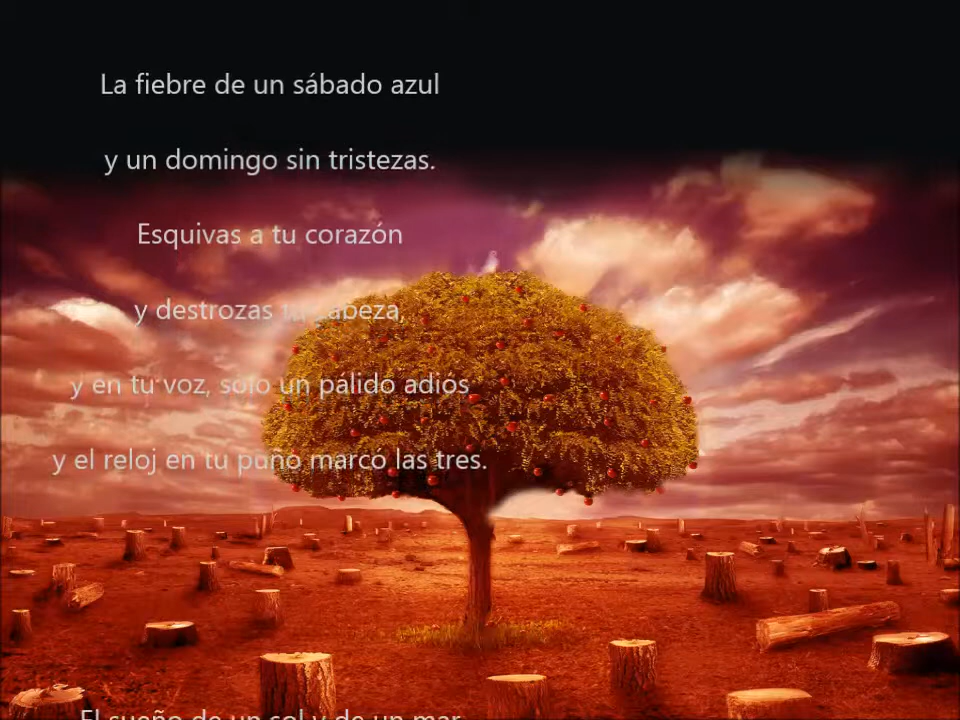 La fiebre de un sábado azul
y un domingo sin tristezas.
Esquivas a tu corazón
y destrozas tu cabeza,
y en tu voz, solo un pálido adiós
y el reloj en tu puño marcó las tres.
El sueño de un sol y de un mar